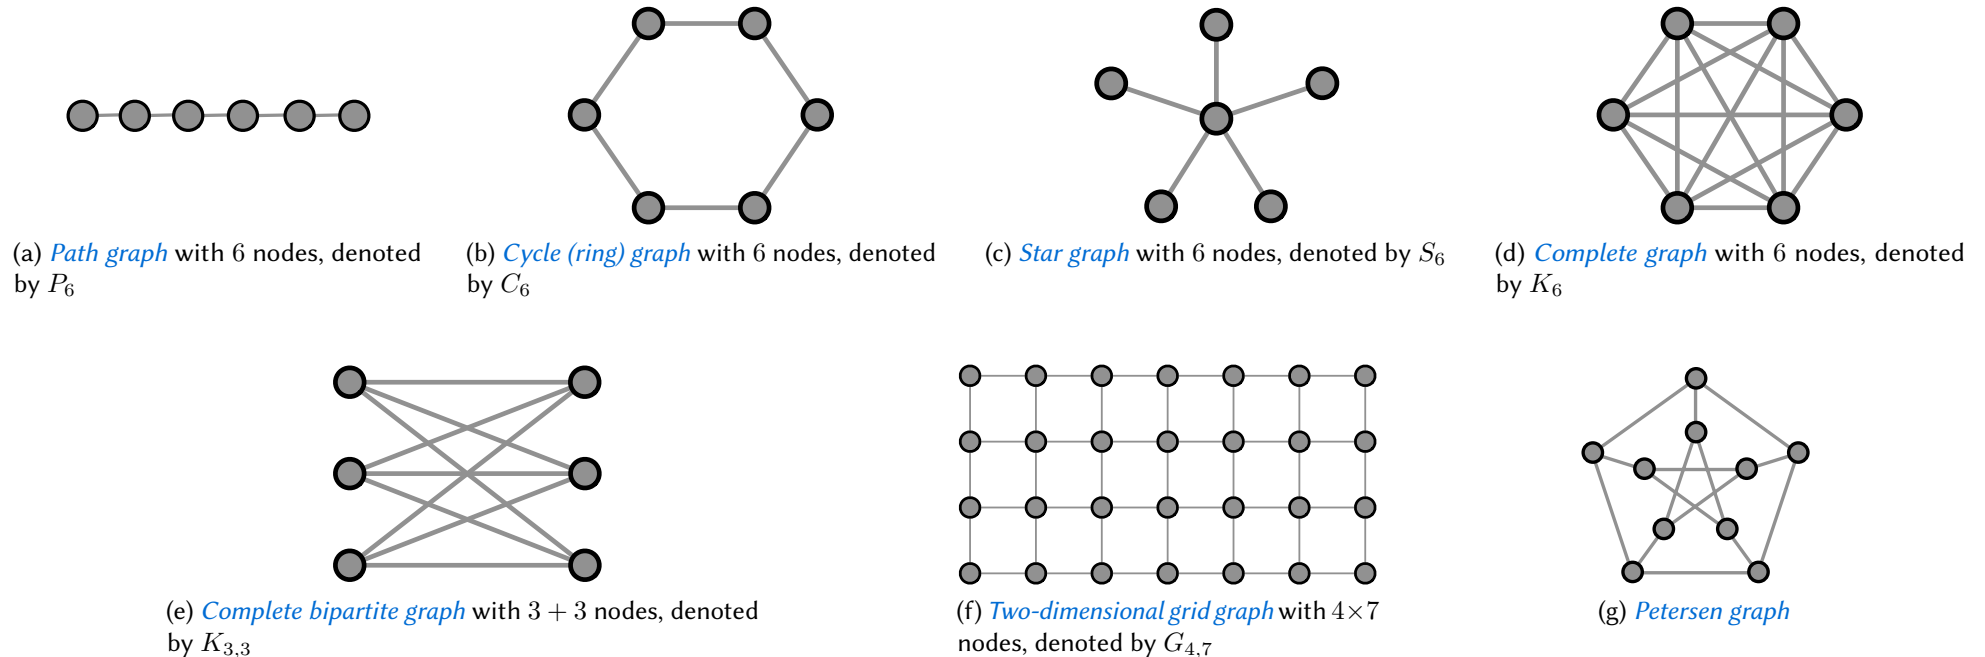 (a) Path graph with 6 nodes, denoted
by P₆
(b) Cycle (ring) graph with 6 nodes, denoted
by C₆
(c) Star graph with 6 nodes, denoted by S₆
(d) Complete graph with 6 nodes, denoted
by K₆
(e) Complete bipartite graph with 3 + 3 nodes, denoted
by K₃,₃
(f) Two-dimensional grid graph with 4×7
nodes, denoted by G₄,₇
(g) Petersen graph